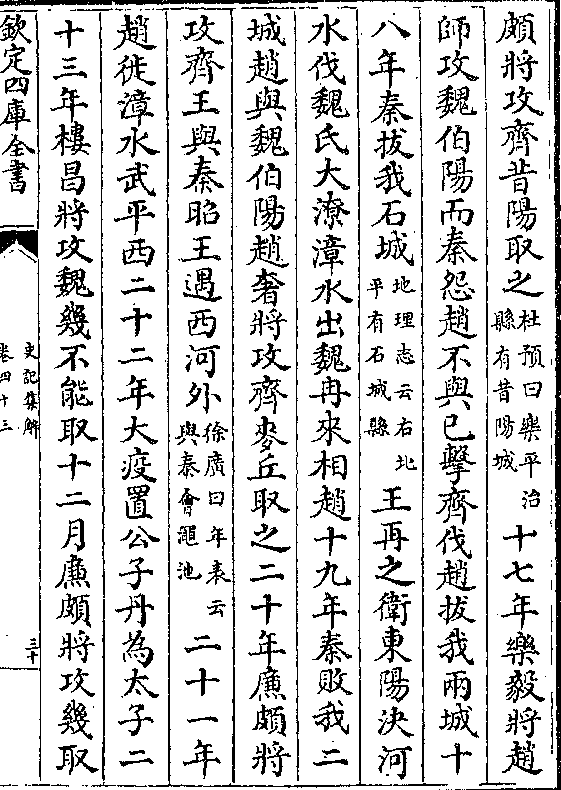 頗將攻齊昔陽取之杜預曰樂平沾縣有昔陽城十七年樂毅將趙
師攻魏伯陽而秦怨趙不與己擊齊伐趙拔我兩城十
八年秦拔我石城地理志云右北平有石城縣王再之衛東陽決河
水伐魏氏大潦漳水出魏冉來相趙十九年秦敗我二
城趙與魏伯陽趙奢將攻齊麥丘取之二十年廉頗將
攻齊王與秦昭王遇西河外徐廣曰年表云與秦會澠池二十一年
趙徙漳水武平西二十二年大疫置公子丹為太子二
十三年樓昌將攻魏幾不能取十二月廉頗將攻幾取
欽定四庫全書
史記集解
卷四十三
三十